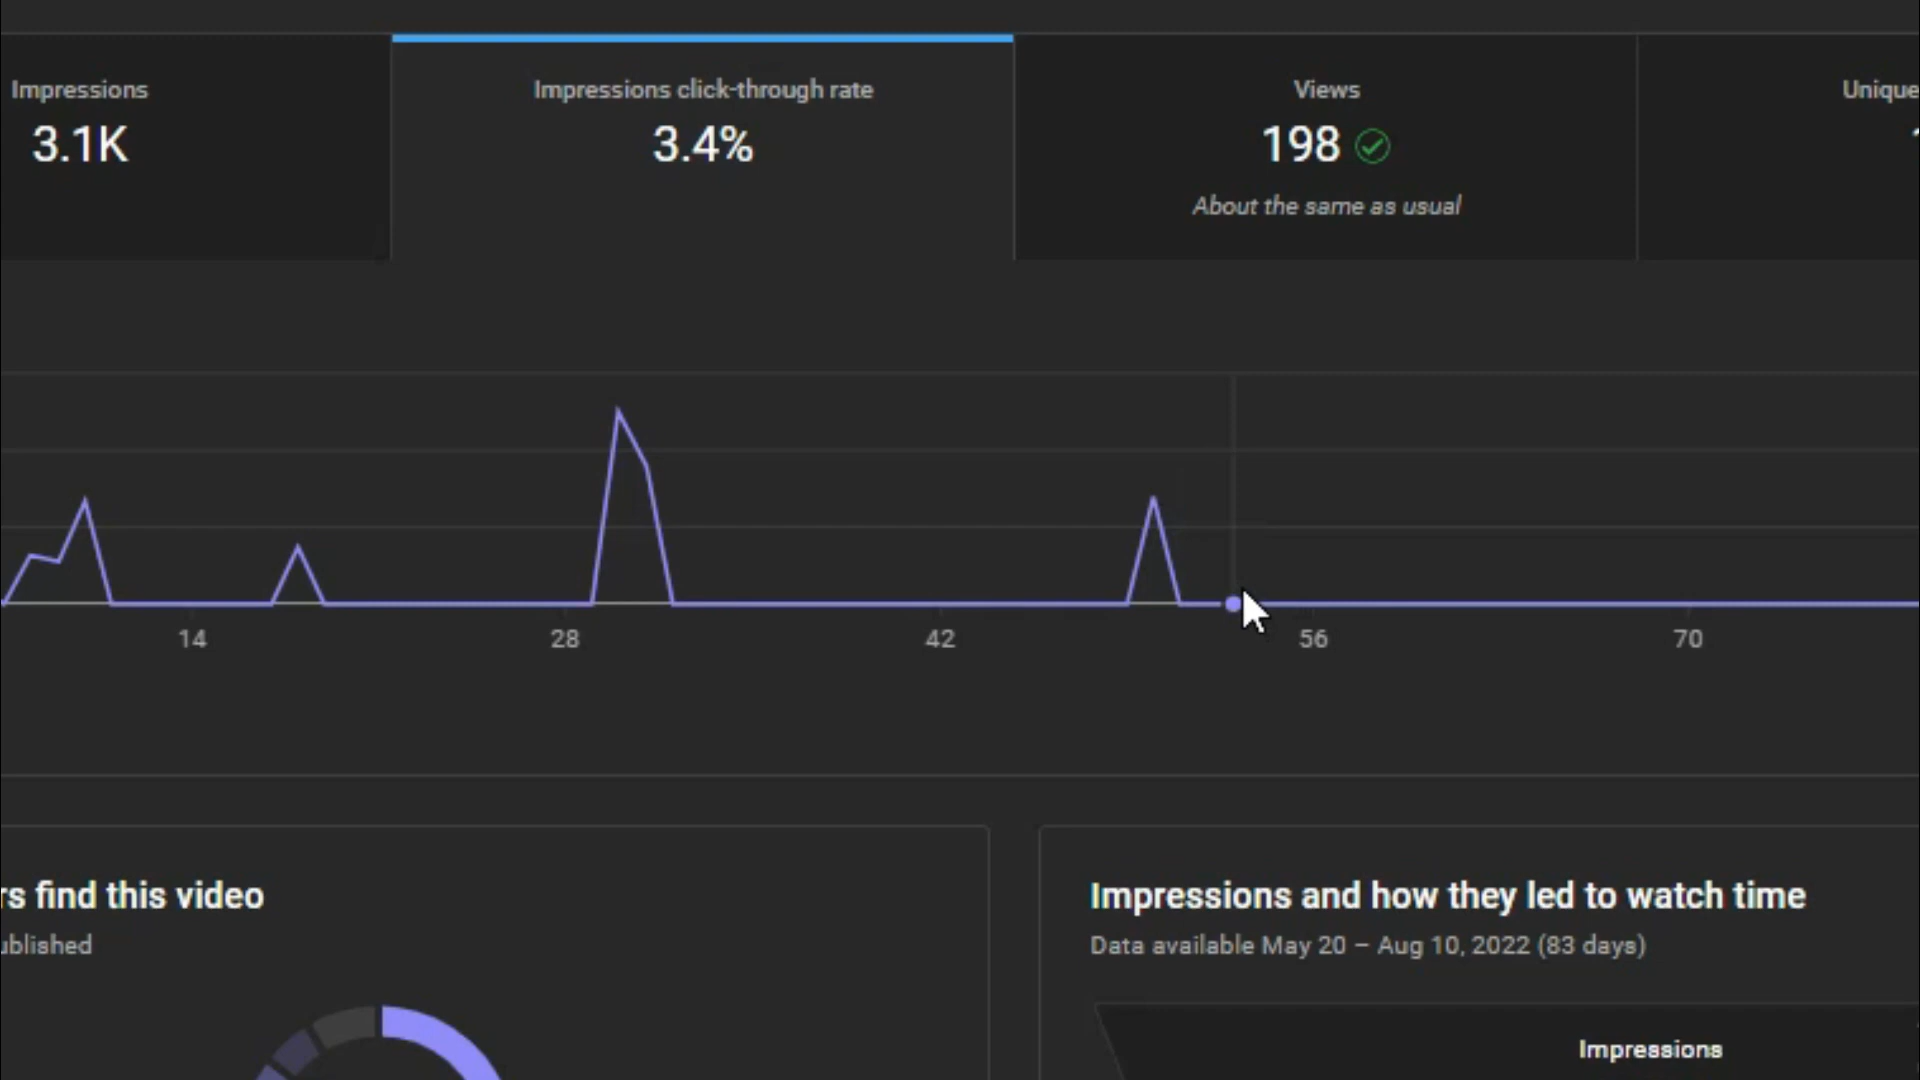 Impressions
3.1K
Impressions click-through rate
3.4%
Views
198
About the same as usual
Unique
14
28
42
56
70
rs find this video
ublished
Impressions and how they led to watch time
Data available May 20 – Aug 10, 2022 (83 days)
Impressions